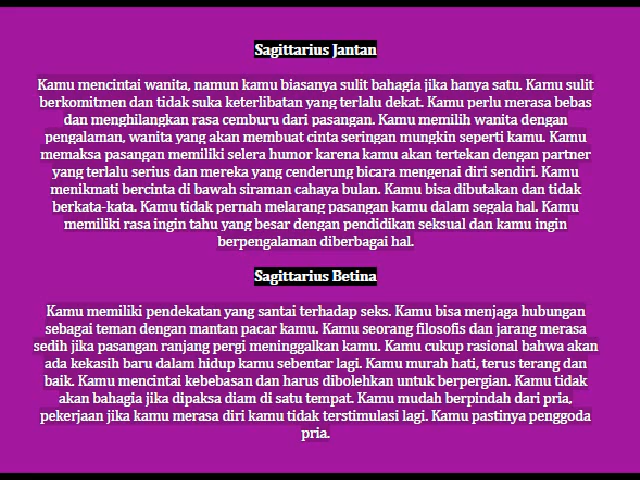 Sagittarius Jantan
Kamu mencintai wanita, namun kamu biasanya sulit bahagia jika hanya satu. Kamu sulit
berkomitmen dan tidak suka keterlibatan yang terlalu dekat. Kamu perlu merasa bebas
dan menghilangkan rasa cemburu dari pasangan. Kamu memilih wanita dengan
pengalaman, wanita yang akan membuat cinta seringan mungkin seperti kamu. Kamu
memaksa pasangan memiliki selera humor karena kamu akan tertekan dengan partner
yang terlalu serius dan mereka yang cenderung bicara mengenai diri sendiri. Kamu
menikmati bercinta di bawah siraman cahaya bulan. Kamu bisa dibutakan dan tidak
berkata-kata. Kamu tidak pernah melarang pasangan kamu dalam segala hal. Kamu
memiliki rasa ingin tahu yang besar dengan pendidikan seksual dan kamu ingin
berpengalaman diberbagai hal.
Sagittarius Betina
Kamu memiliki pendekatan yang santai terhadap seks. Kamu bisa menjaga hubungan
sebagai teman dengan mantan pacar kamu. Kamu seorang filosofis dan jarang merasa
sedih jika pasangan ranjang pergi meninggalkan kamu. Kamu cukup rasional bahwa akan
ada kekasih baru dalam hidup kamu sebentar lagi. Kamu murah hati, terus terang dan
baik. Kamu mencintai kebebasan dan harus dibolehkan untuk berpergian. Kamu tidak
akan bahagia jika dipaksa diam di satu tempat. Kamu mudah berpindah dari pria,
pekerjaan jika kamu merasa diri kamu tidak terstimulasi lagi. Kamu pastinya penggoda
pria.